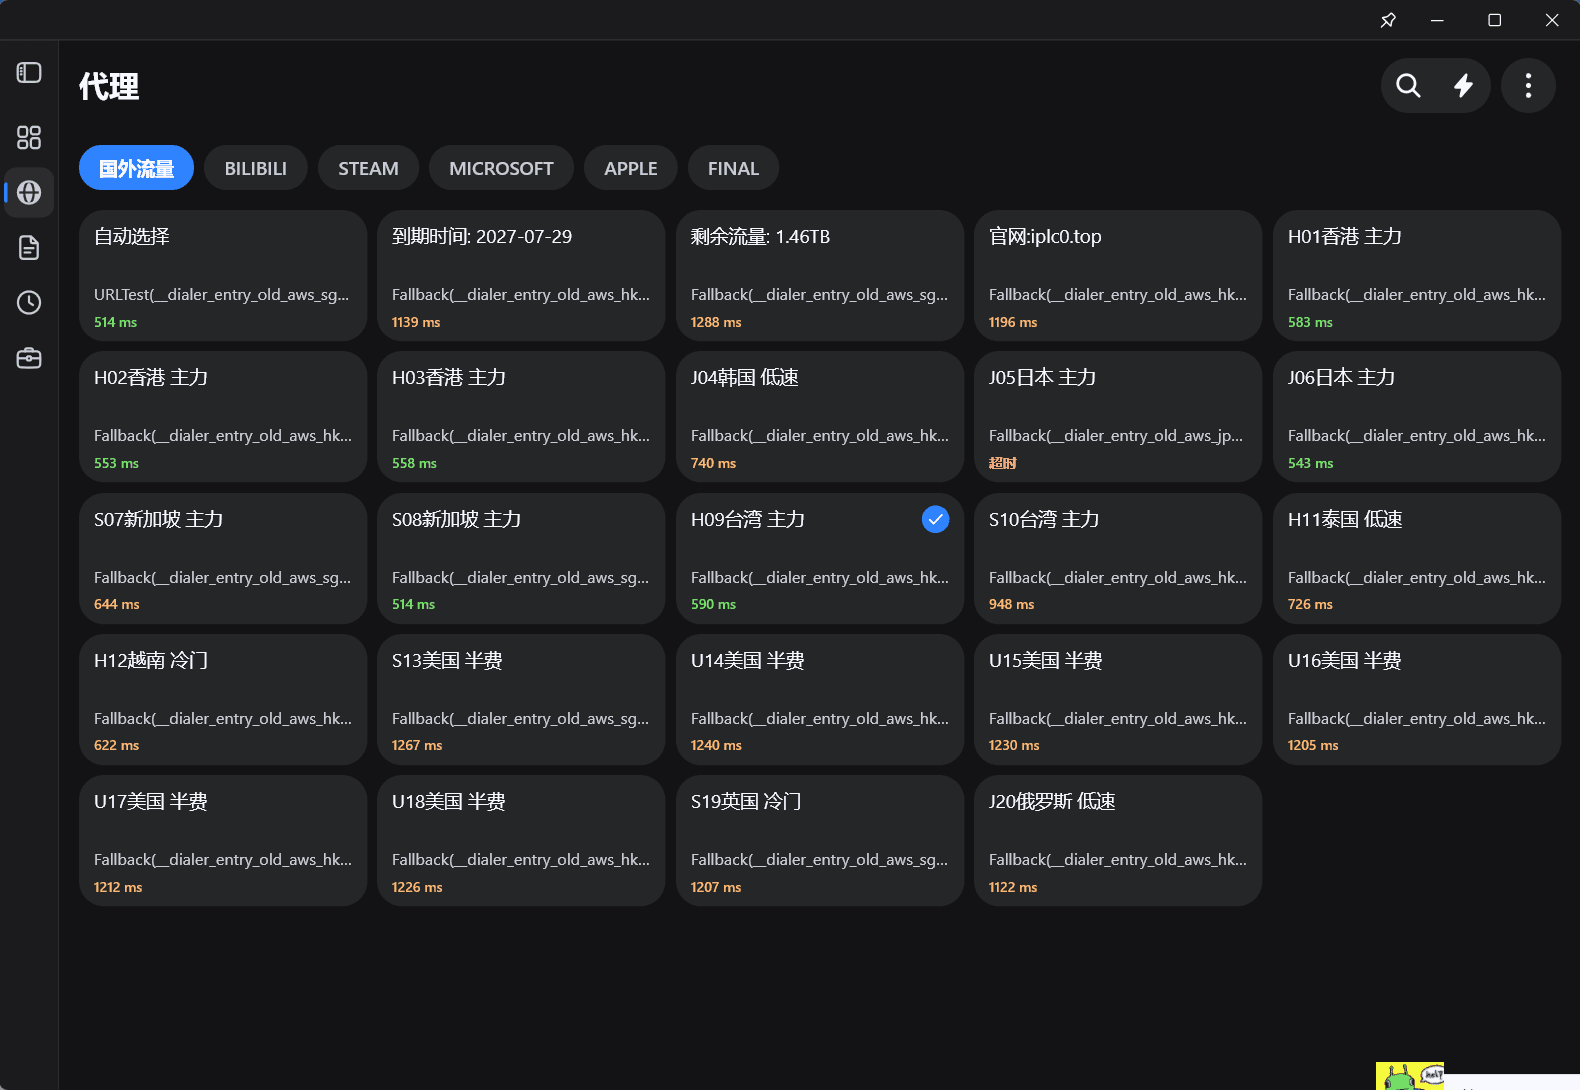 代理
国外流量 BILIBILI STEAM MICROSOFT APPLE FINAL
自动选择
URLTest(__dialer_entry_old_aws_sg...
514 ms
到期时间: 2027-07-29
Fallback(__dialer_entry_old_aws_hk...
1139 ms
剩余流量: 1.46TB
Fallback(__dialer_entry_old_aws_sg...
1288 ms
官网:iplc0.top
Fallback(__dialer_entry_old_aws_hk...
1196 ms
H01香港 主力
Fallback(__dialer_entry_old_aws_hk...
583 ms
H02香港 主力
Fallback(__dialer_entry_old_aws_hk...
553 ms
H03香港 主力
Fallback(__dialer_entry_old_aws_hk...
558 ms
J04韩国 低速
Fallback(__dialer_entry_old_aws_hk...
740 ms
J05日本 主力
Fallback(__dialer_entry_old_aws_jp...
超时
J06日本 主力
Fallback(__dialer_entry_old_aws_hk...
543 ms
S07新加坡 主力
Fallback(__dialer_entry_old_aws_sg...
644 ms
S08新加坡 主力
Fallback(__dialer_entry_old_aws_sg...
514 ms
H09台湾 主力
Fallback(__dialer_entry_old_aws_hk...
590 ms
S10台湾 主力
Fallback(__dialer_entry_old_aws_hk...
948 ms
H11泰国 低速
Fallback(__dialer_entry_old_aws_hk...
726 ms
H12越南 冷门
Fallback(__dialer_entry_old_aws_hk...
622 ms
S13美国 半费
Fallback(__dialer_entry_old_aws_sg...
1267 ms
U14美国 半费
Fallback(__dialer_entry_old_aws_hk...
1240 ms
U15美国 半费
Fallback(__dialer_entry_old_aws_hk...
1230 ms
U16美国 半费
Fallback(__dialer_entry_old_aws_hk...
1205 ms
U17美国 半费
Fallback(__dialer_entry_old_aws_hk...
1212 ms
U18美国 半费
Fallback(__dialer_entry_old_aws_hk...
1226 ms
S19英国 冷门
Fallback(__dialer_entry_old_aws_sg...
1207 ms
J20俄罗斯 低速
Fallback(__dialer_entry_old_aws_hk...
1122 ms
help